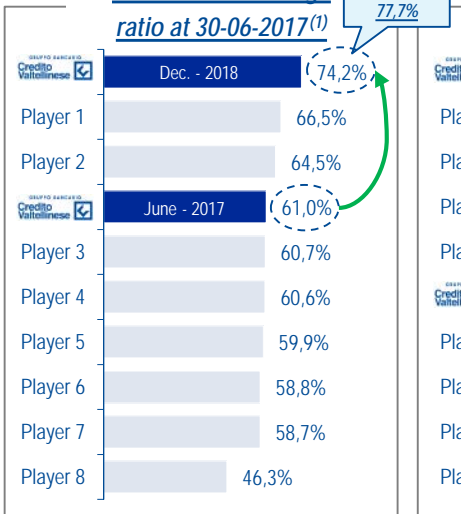 ratio at 30-06-2017(1)
77,7%
GRUPPO BANCARIO
Credito
Valtellinese
Dec. - 2018
74,2%
Player 1
66,5%
Player 2
64,5%
GRUPPO BANCARIO
Credito
Valtellinese
June - 2017
61,0%
Player 3
60,7%
Player 4
60,6%
Player 5
59,9%
Player 6
58,8%
Player 7
58,7%
Player 8
46,3%